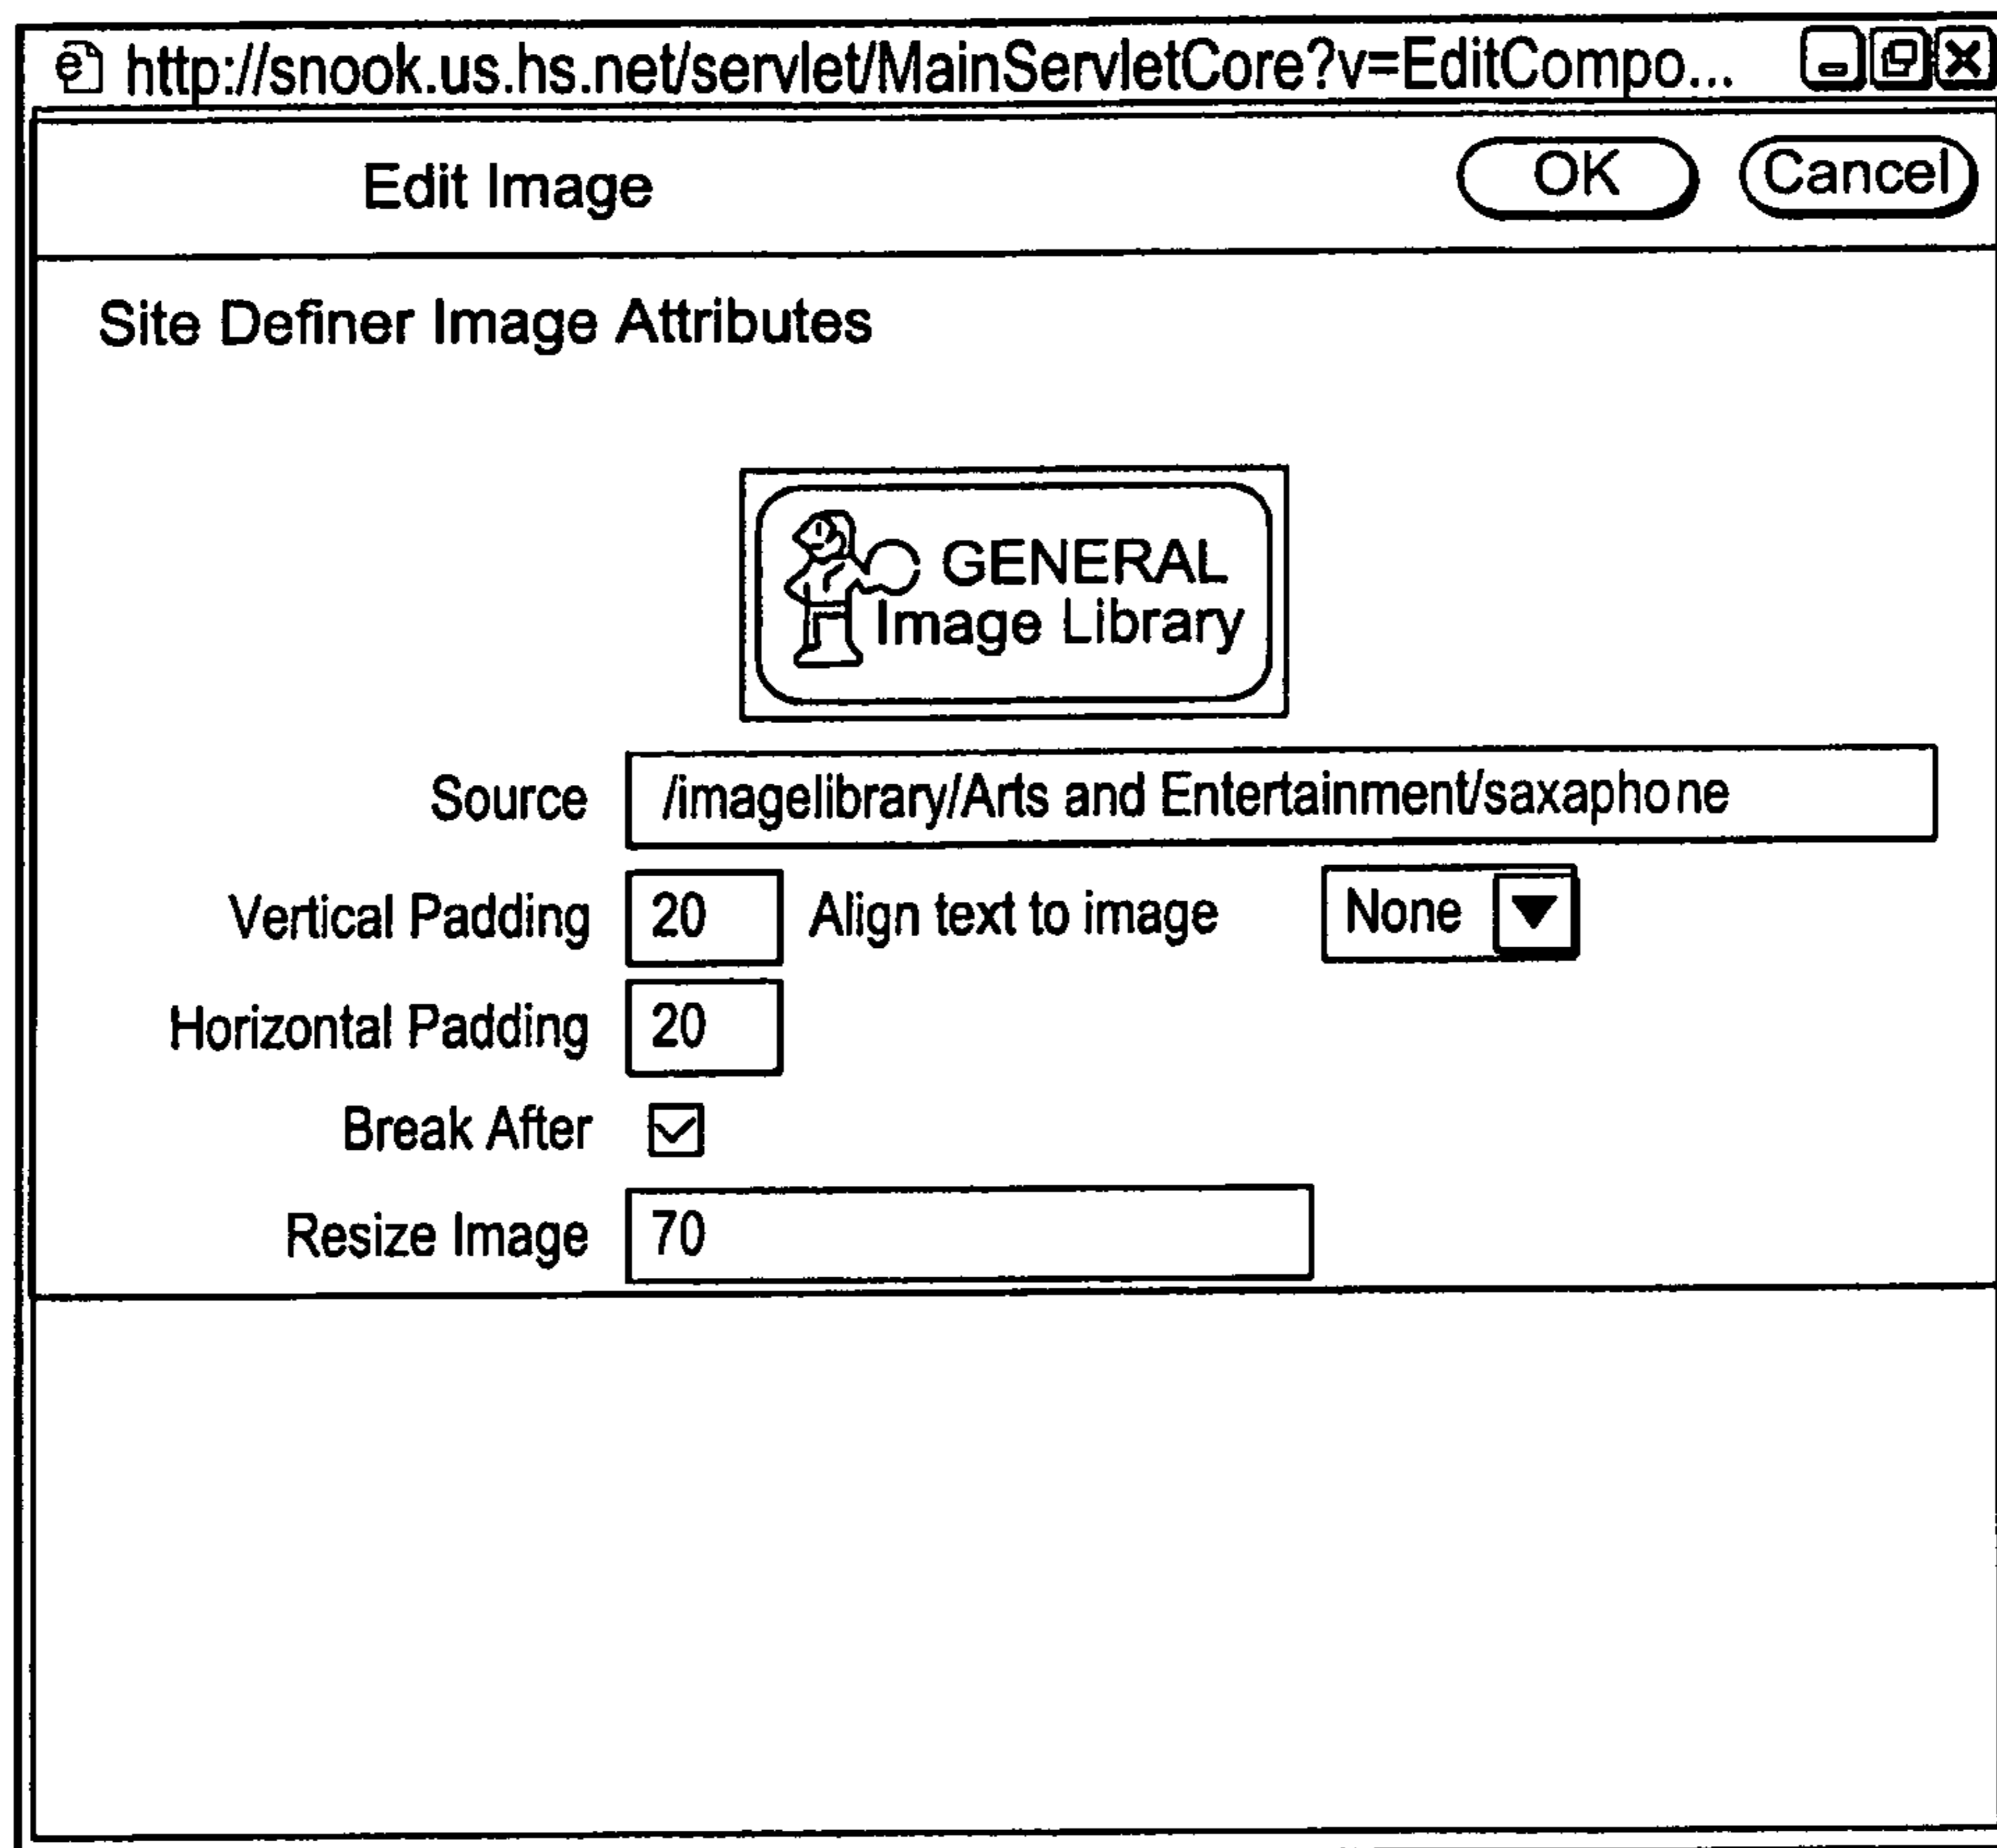 http://snook.us.hs.net/servlet/MainServletCore?v=EditCompo...
Edit Image OK Cancel
Site Definer Image Attributes
GENERAL
Image Library
Source /imagelibrary/Arts and Entertainment/saxaphone
Vertical Padding 20 Align text to image None
Horizontal Padding 20
Break After
Resize Image 70